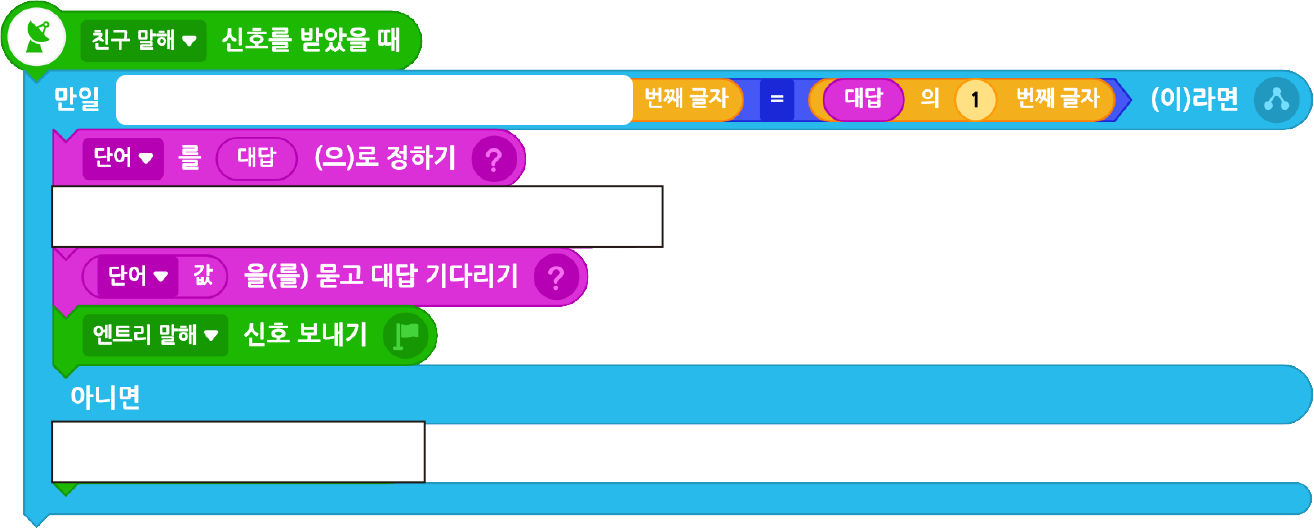 친구 말해 신호를 받았을 때
만일 번째 글자 = 대답 의 1 번째 글자 (이)라면
단어 를 대답 (으)로 정하기 ?
단어 값 을(를) 묻고 대답 기다리기 ?
엔트리 말해 신호 보내기
아니면